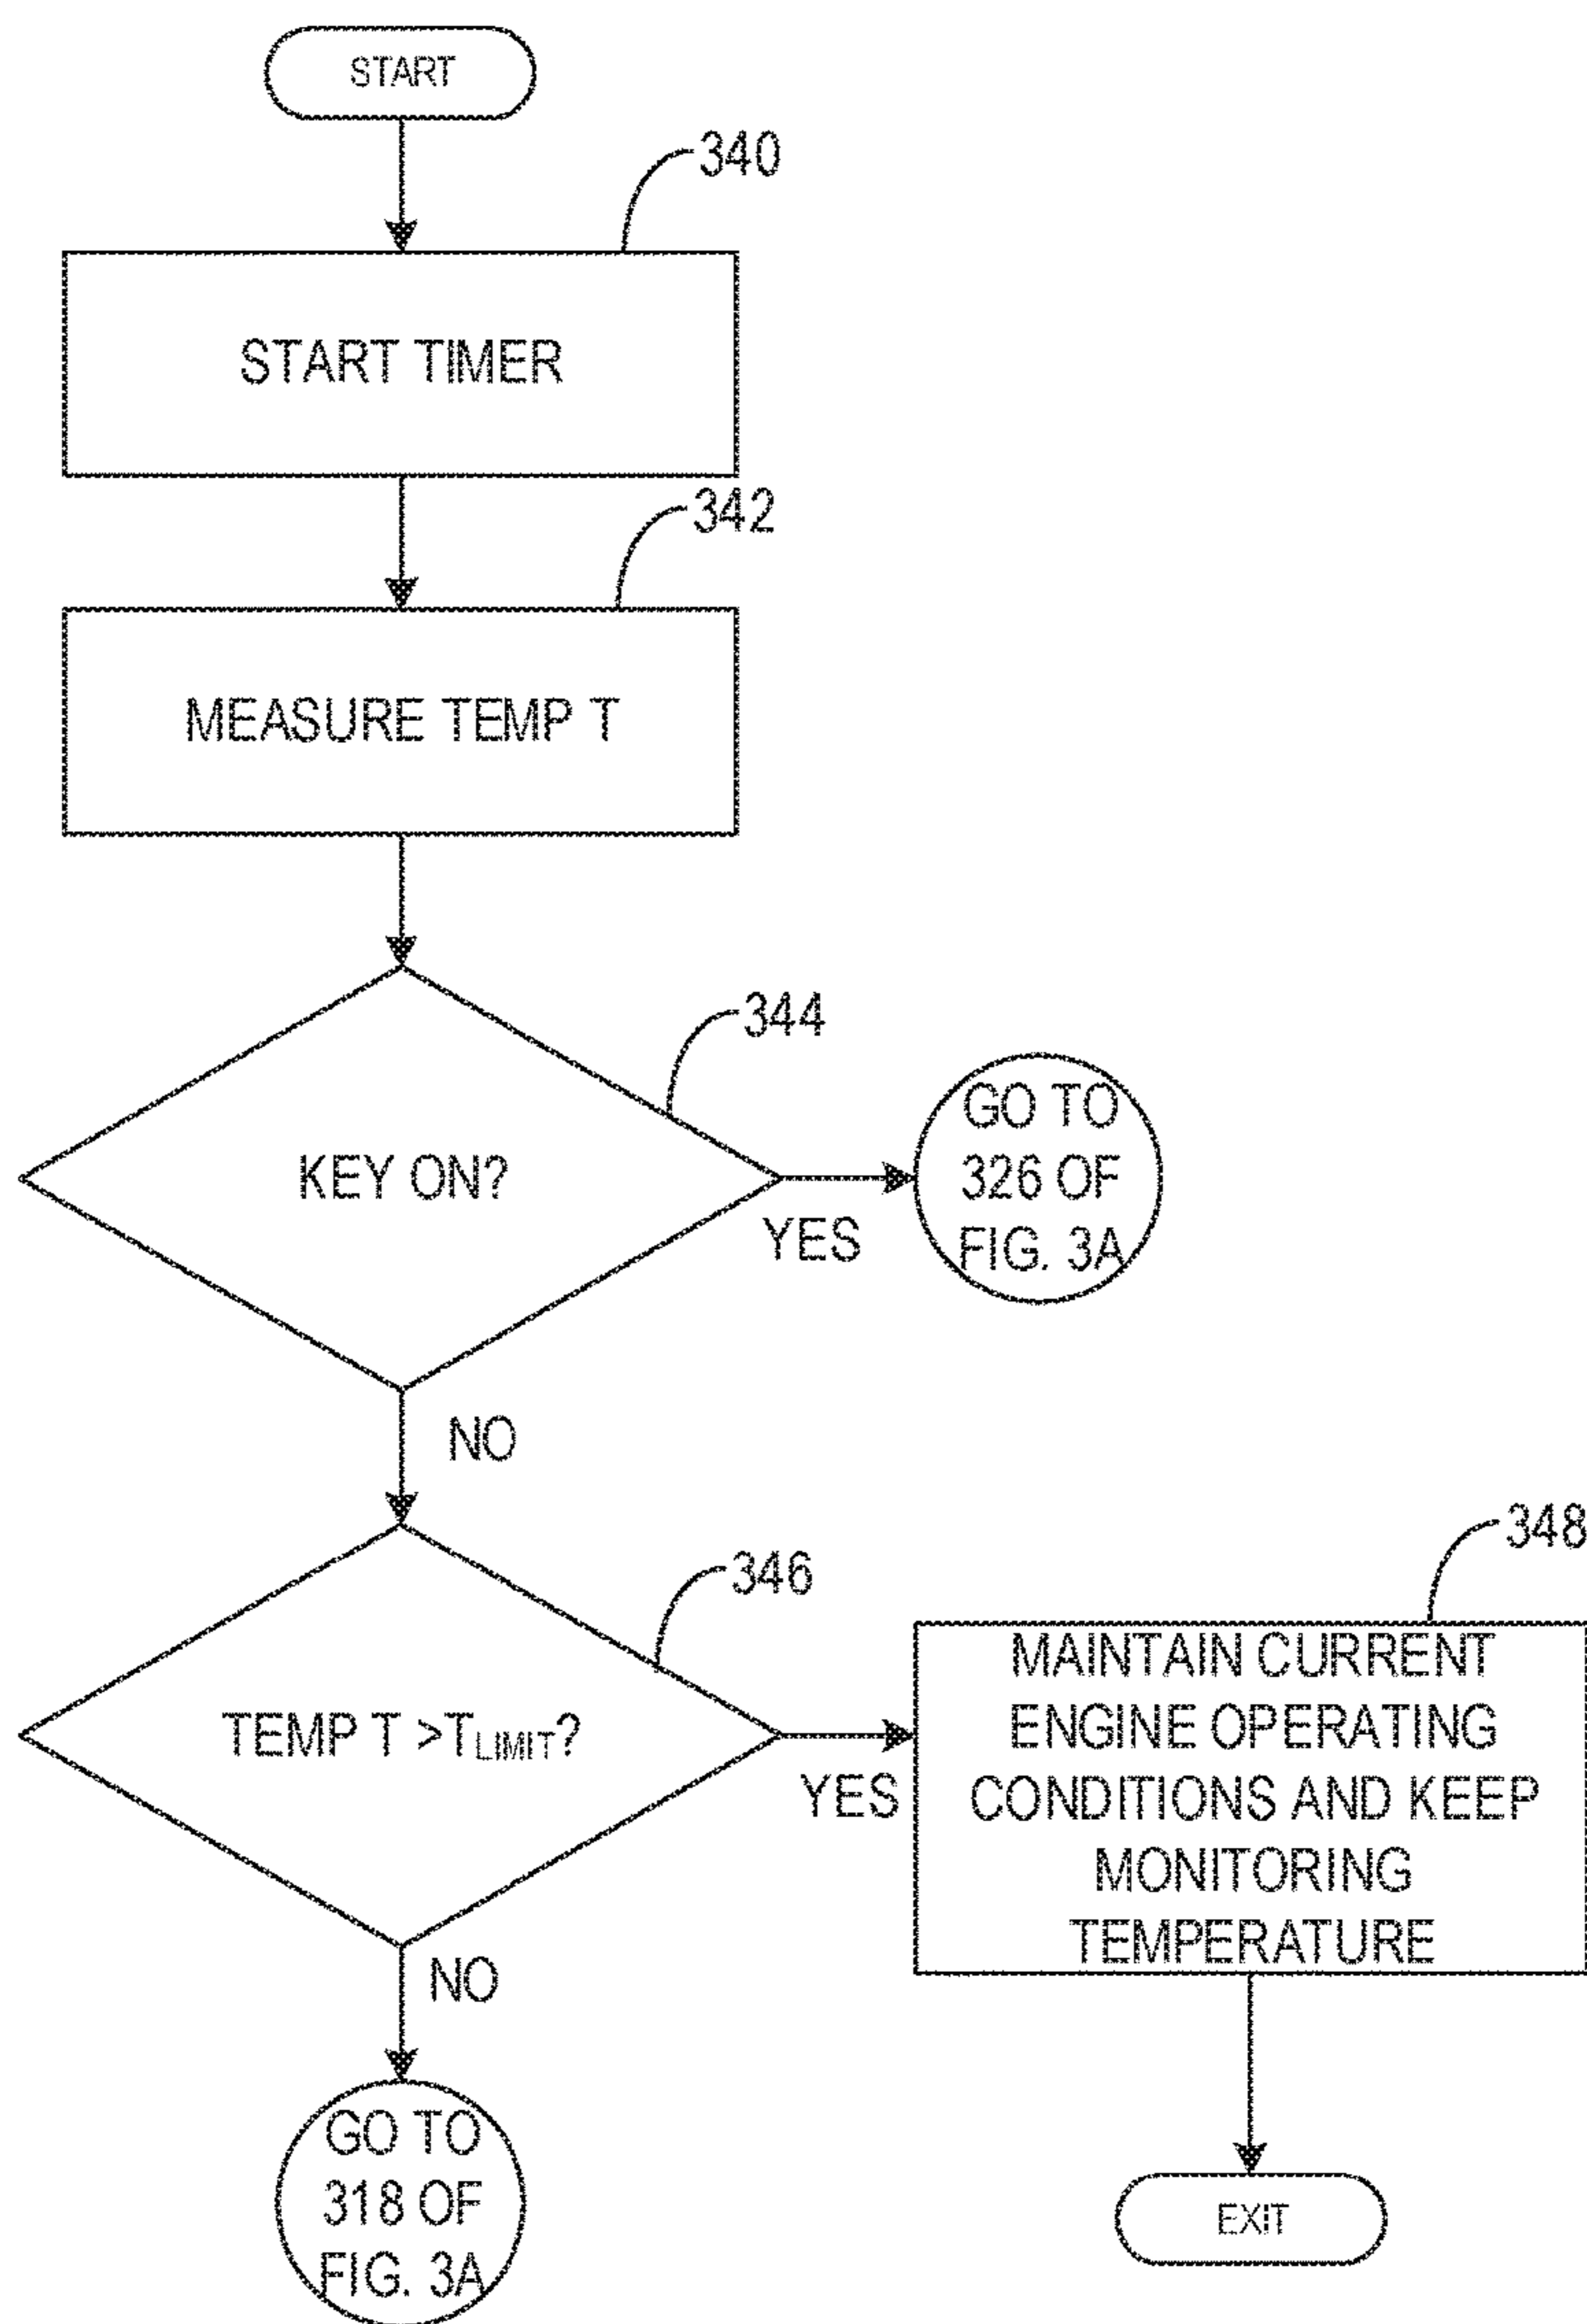 START
340
START TIMER
342
MEASURE TEMP T
344
KEY ON?
YES
GO TO
326 OF
FIG. 3A
NO
346
TEMP T >TLIMIT?
YES
348
MAINTAIN CURRENT
ENGINE OPERATING
CONDITIONS AND KEEP
MONITORING
TEMPERATURE
NO
GO TO
318 OF
FIG. 3A
EXIT